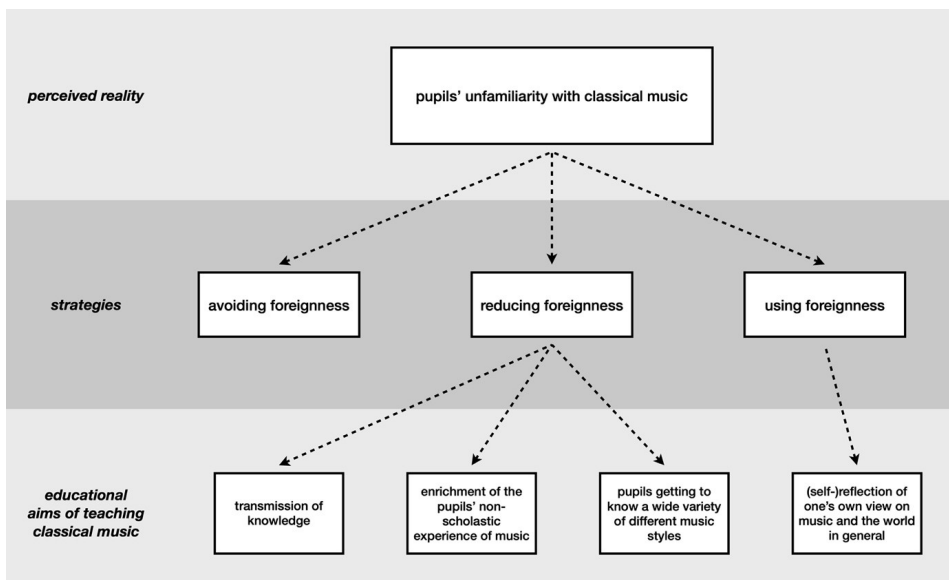 perceived reality
pupils’ unfamiliarity with classical music
strategies
avoiding foreignness
reducing foreignness
using foreignness
educational
aims of teaching
classical music
transmission of
knowledge
enrichment of the
pupils’ non-
scholastic
experience of music
pupils getting to
know a wide variety
of different music
styles
(self-)reflection of
one’s own view on
music and the world
in general